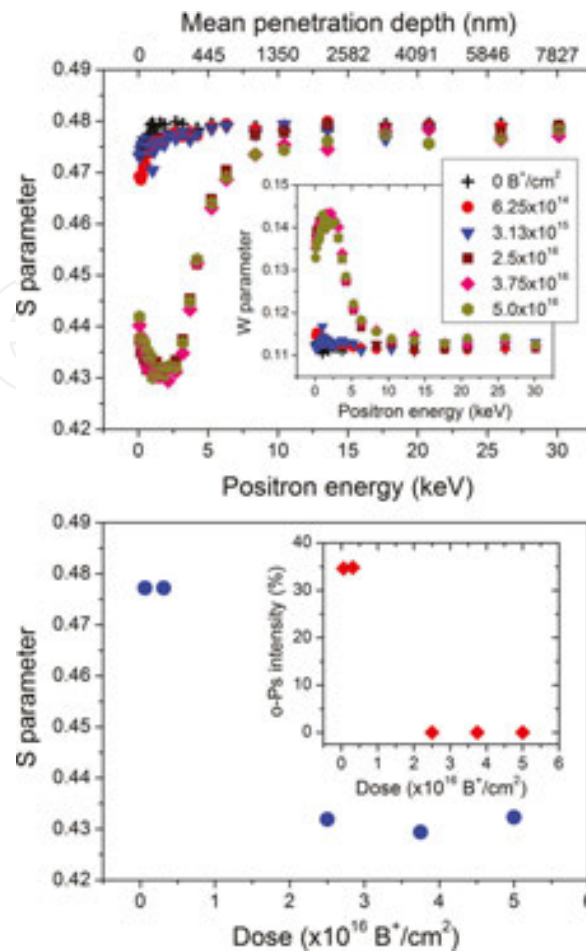 Mean penetration depth (nm)
0 445 1350 2582 4091 5846 7827
0.49
0.48
0.47
0.46
0.45
0.44
0.43
0.42
S parameter
0 B⁺/cm²
6.25x10¹⁴
3.13x10¹⁵
2.5x10¹⁶
3.75x10¹⁶
5.0x10¹⁶
0.15
0.14
0.13
0.12
0.11
W parameter
0 5 10 15 20 25 30
Positron energy (keV)
0 5 10 15 20 25 30
Positron energy (keV)
0.49
0.48
0.47
0.46
0.45
0.44
0.43
0.42
S parameter
40
30
20
10
0
o-Ps intensity (%)
0 1 2 3 4 5 6
Dose (x10¹⁶ B⁺/cm²)
0 1 2 3 4 5 6
Dose (x10¹⁶ B⁺/cm²)